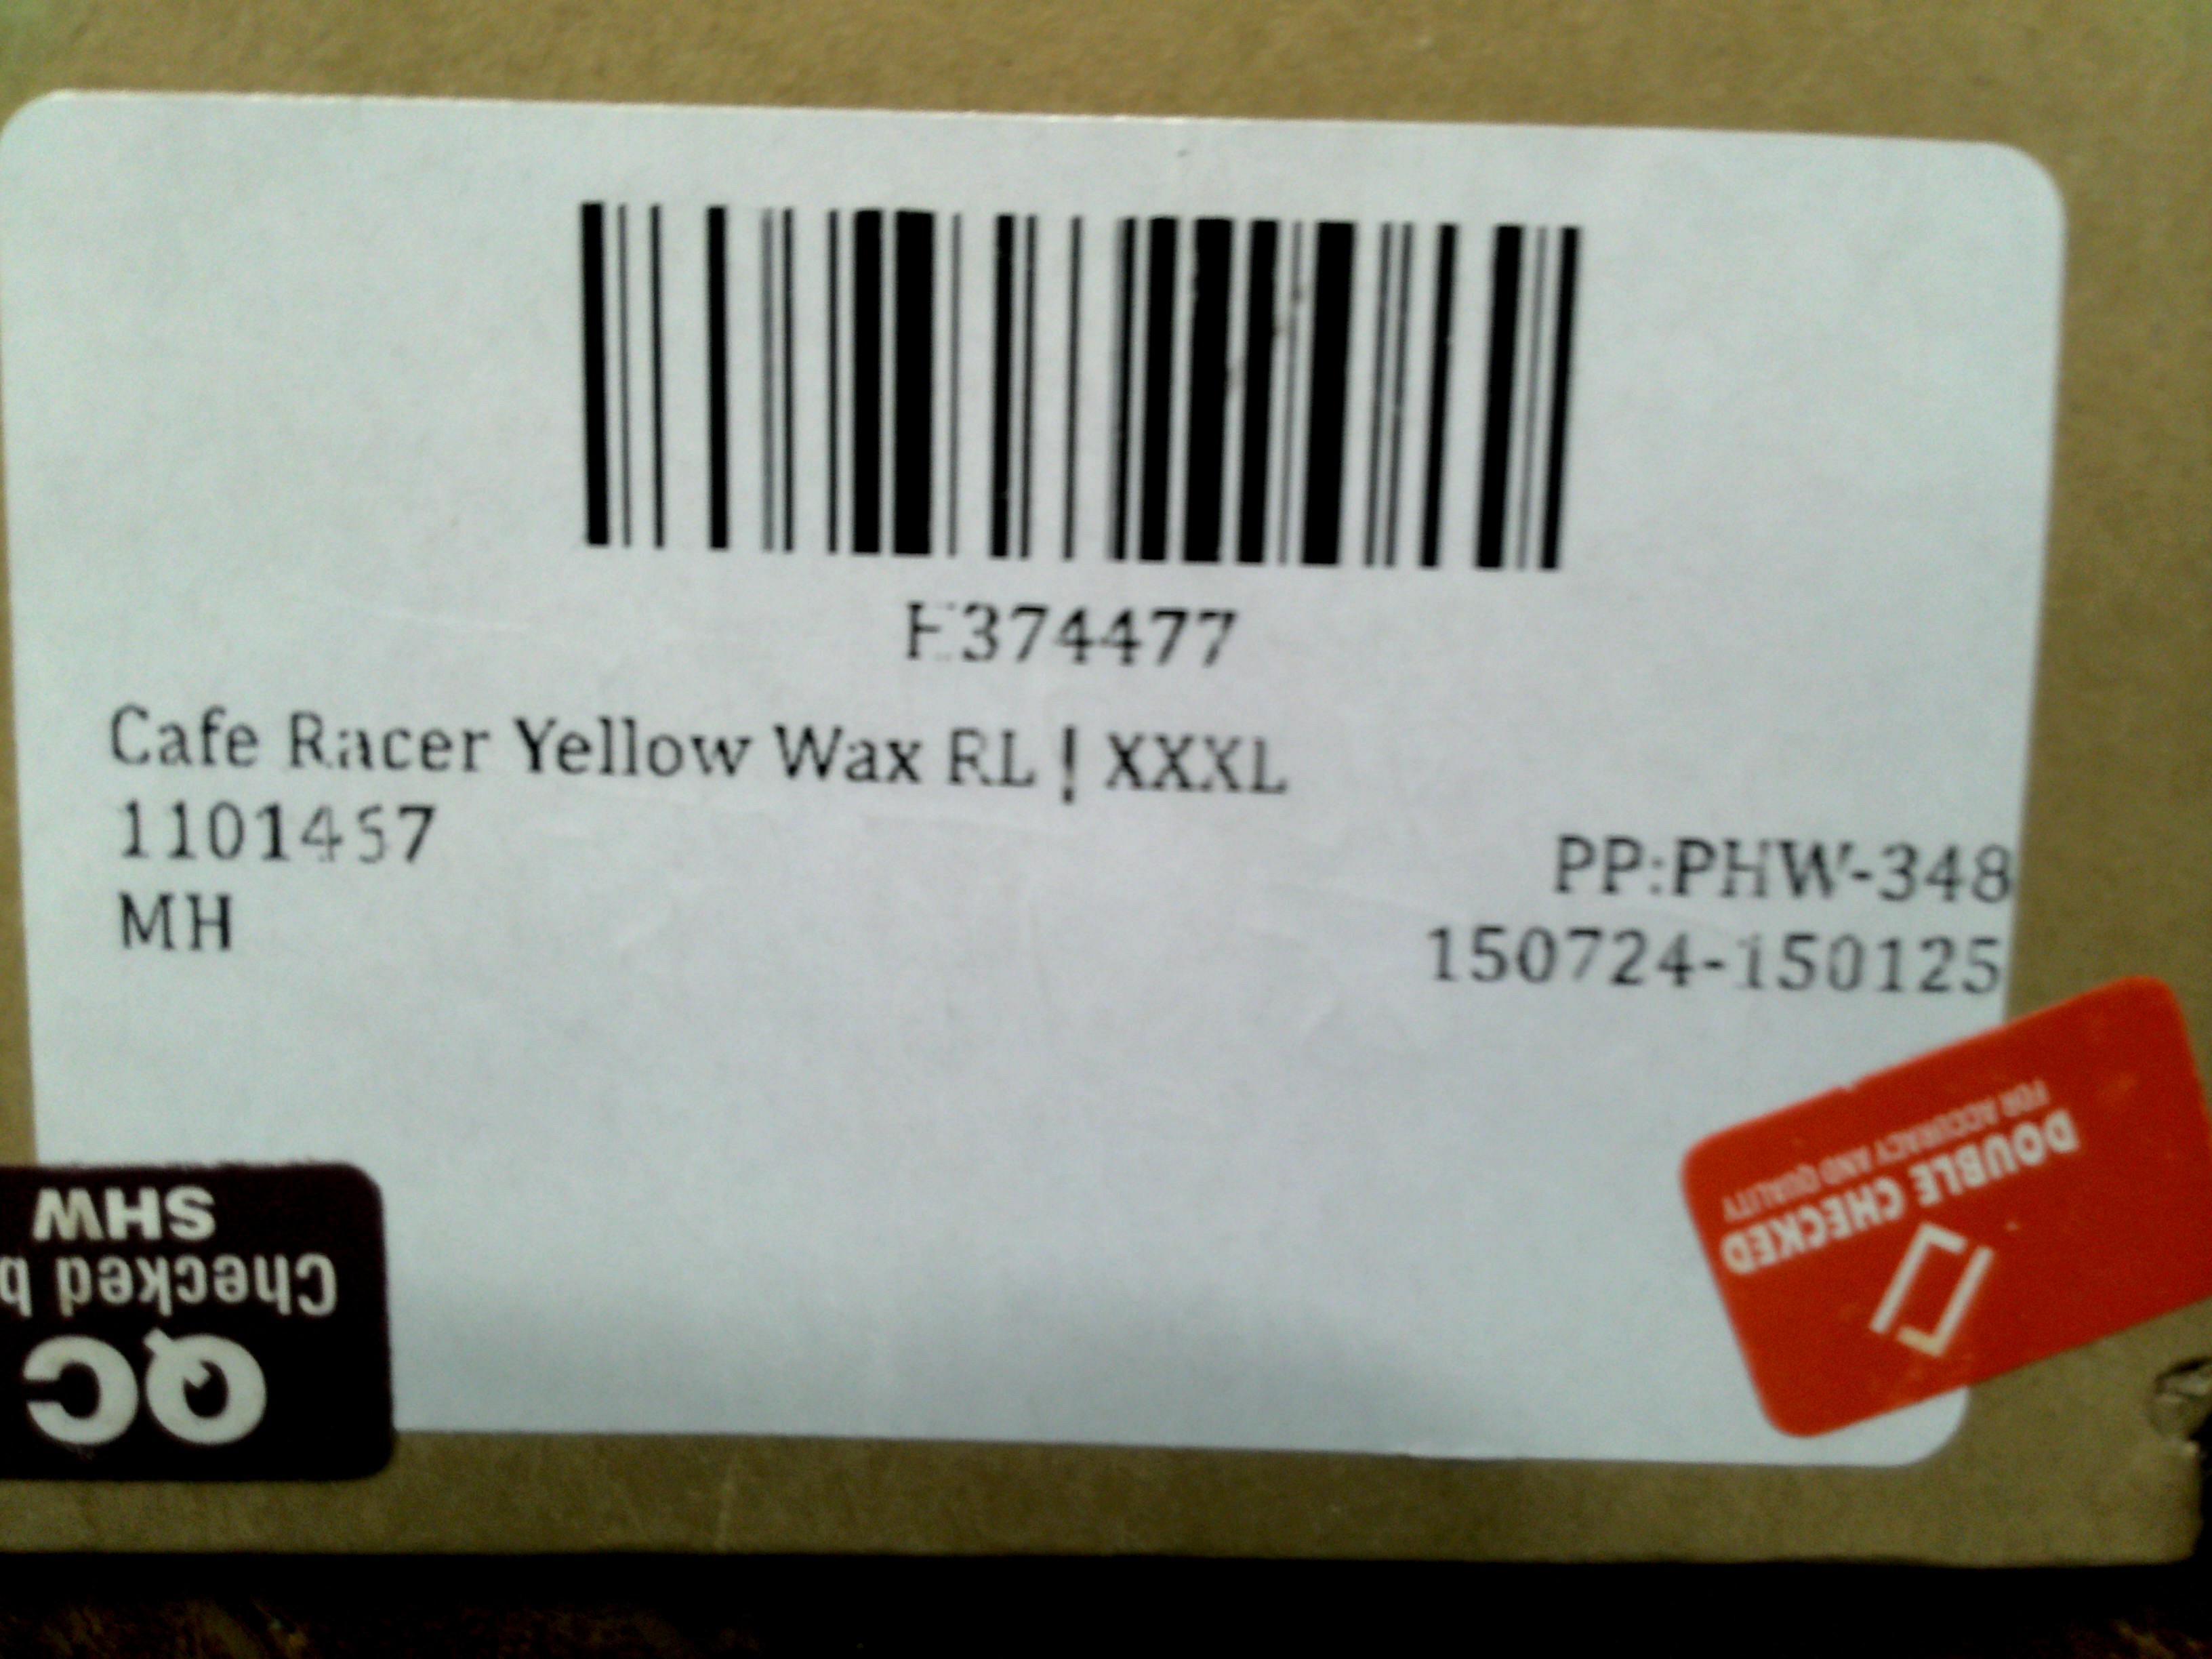 E374477
Cafe Racer Yellow Wax RL | XXXL
1101457
MH
PP:PHW-348
150724-150125
DOUBLE CHECKED
FOR ACCURACY AND QUALITY
QC
Checked b
SHW